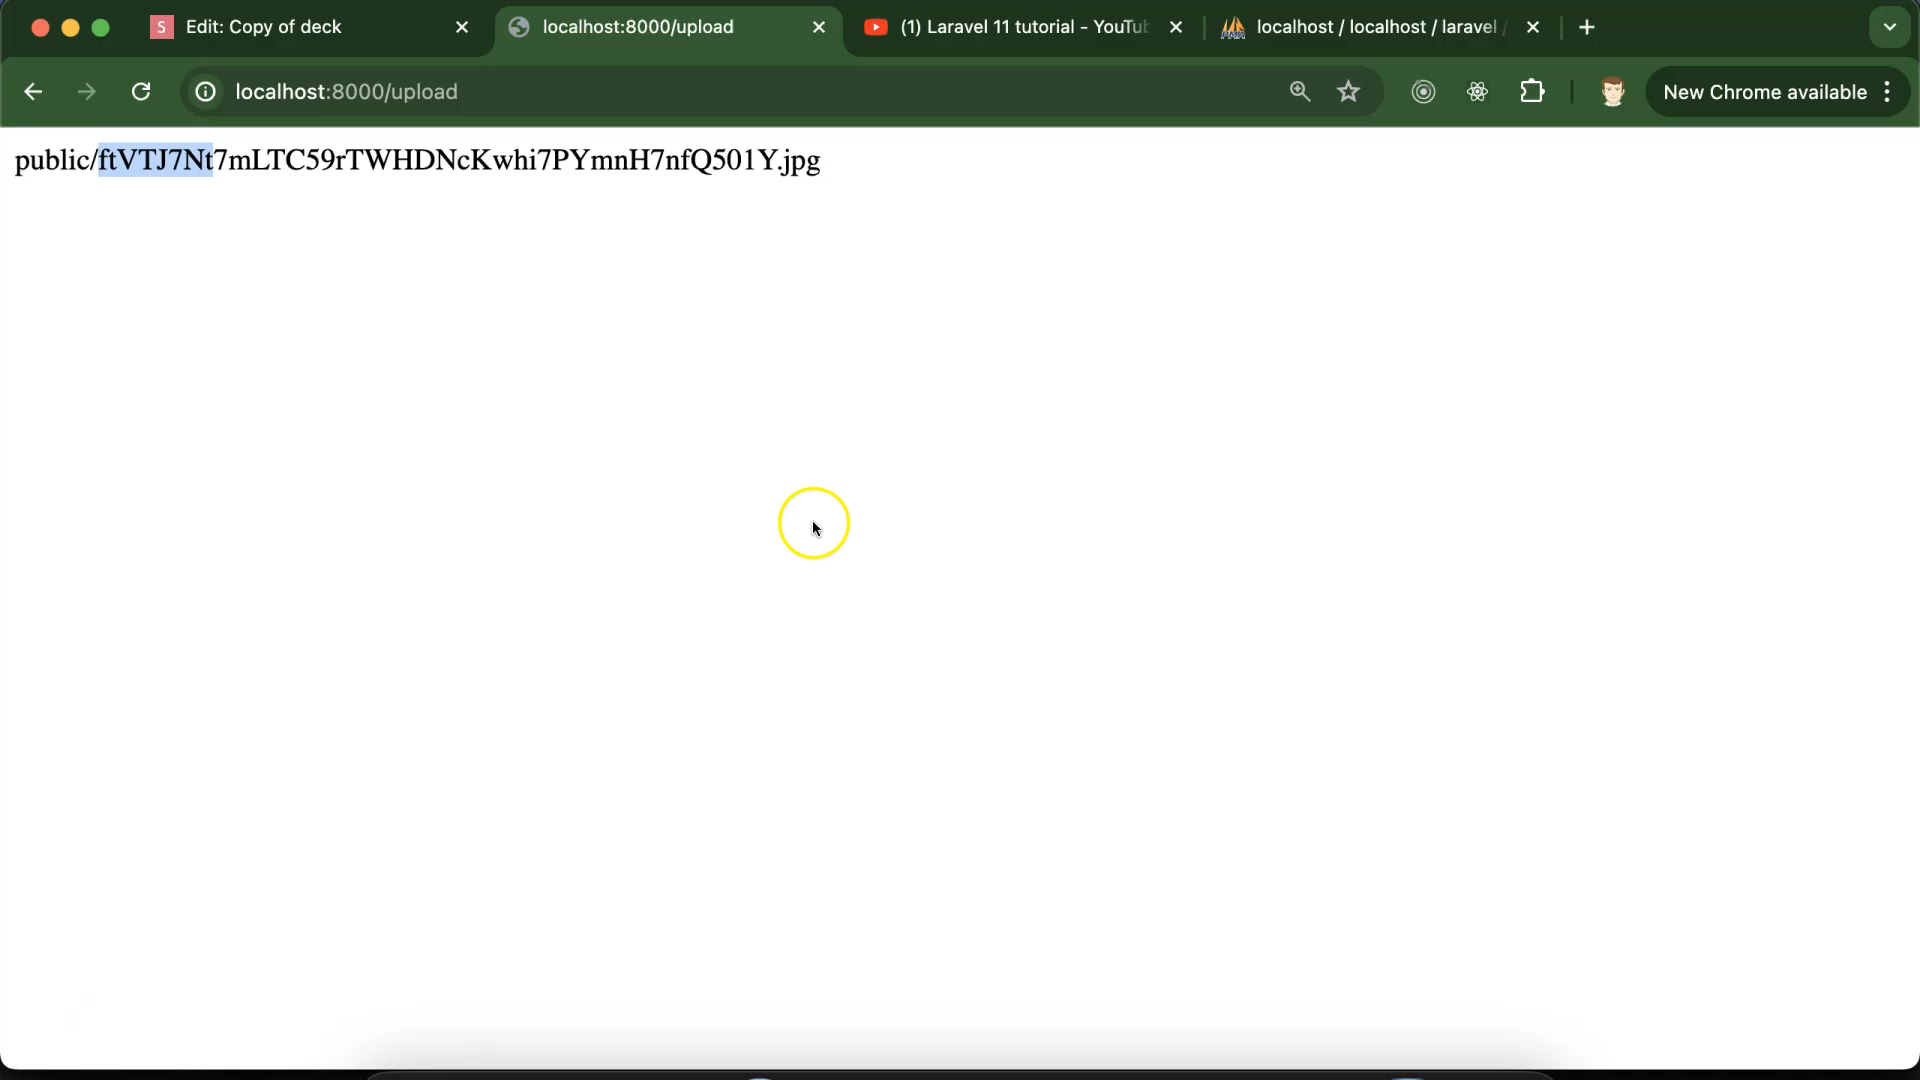 S Edit: Copy of deck
localhost:8000/upload
(1) Laravel 11 tutorial - YouTub
localhost / localhost / laravel /
localhost:8000/upload
New Chrome available
public/ftVTJ7Nt7mLTC59rTWHDNcKwhi7PYmnH7nfQ501Y.jpg